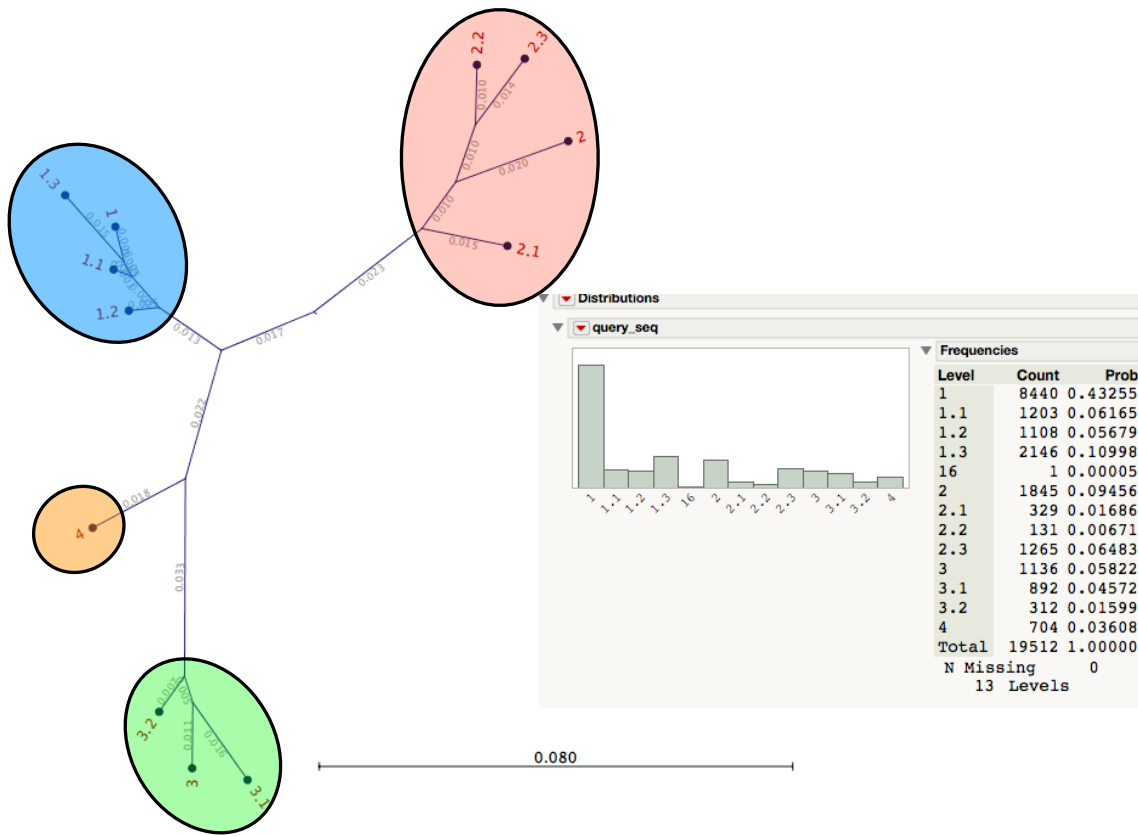 2.2
2.3
0.010
0.014
2
0.010
0.020
0.010
2.1
0.015
0.023
1.3
0.015
1
1.1
1.2
0.013
0.017
0.022
0.018
4
0.033
3.2
0.011
0.016
3
3.1
0.080
Distributions
query_seq
1 1.1 1.2 1.3 16 2 2.1 2.2 2.3 3 3.1 3.2 4
Frequencies
Level Count Prob
1 8440 0.43255
1.1 1203 0.06165
1.2 1108 0.05679
1.3 2146 0.10998
16 1 0.00005
2 1845 0.09456
2.1 329 0.01686
2.2 131 0.00671
2.3 1265 0.06483
3 1136 0.05822
3.1 892 0.04572
3.2 312 0.01599
4 704 0.03608
Total 19512 1.00000
N Missing 0
13 Levels